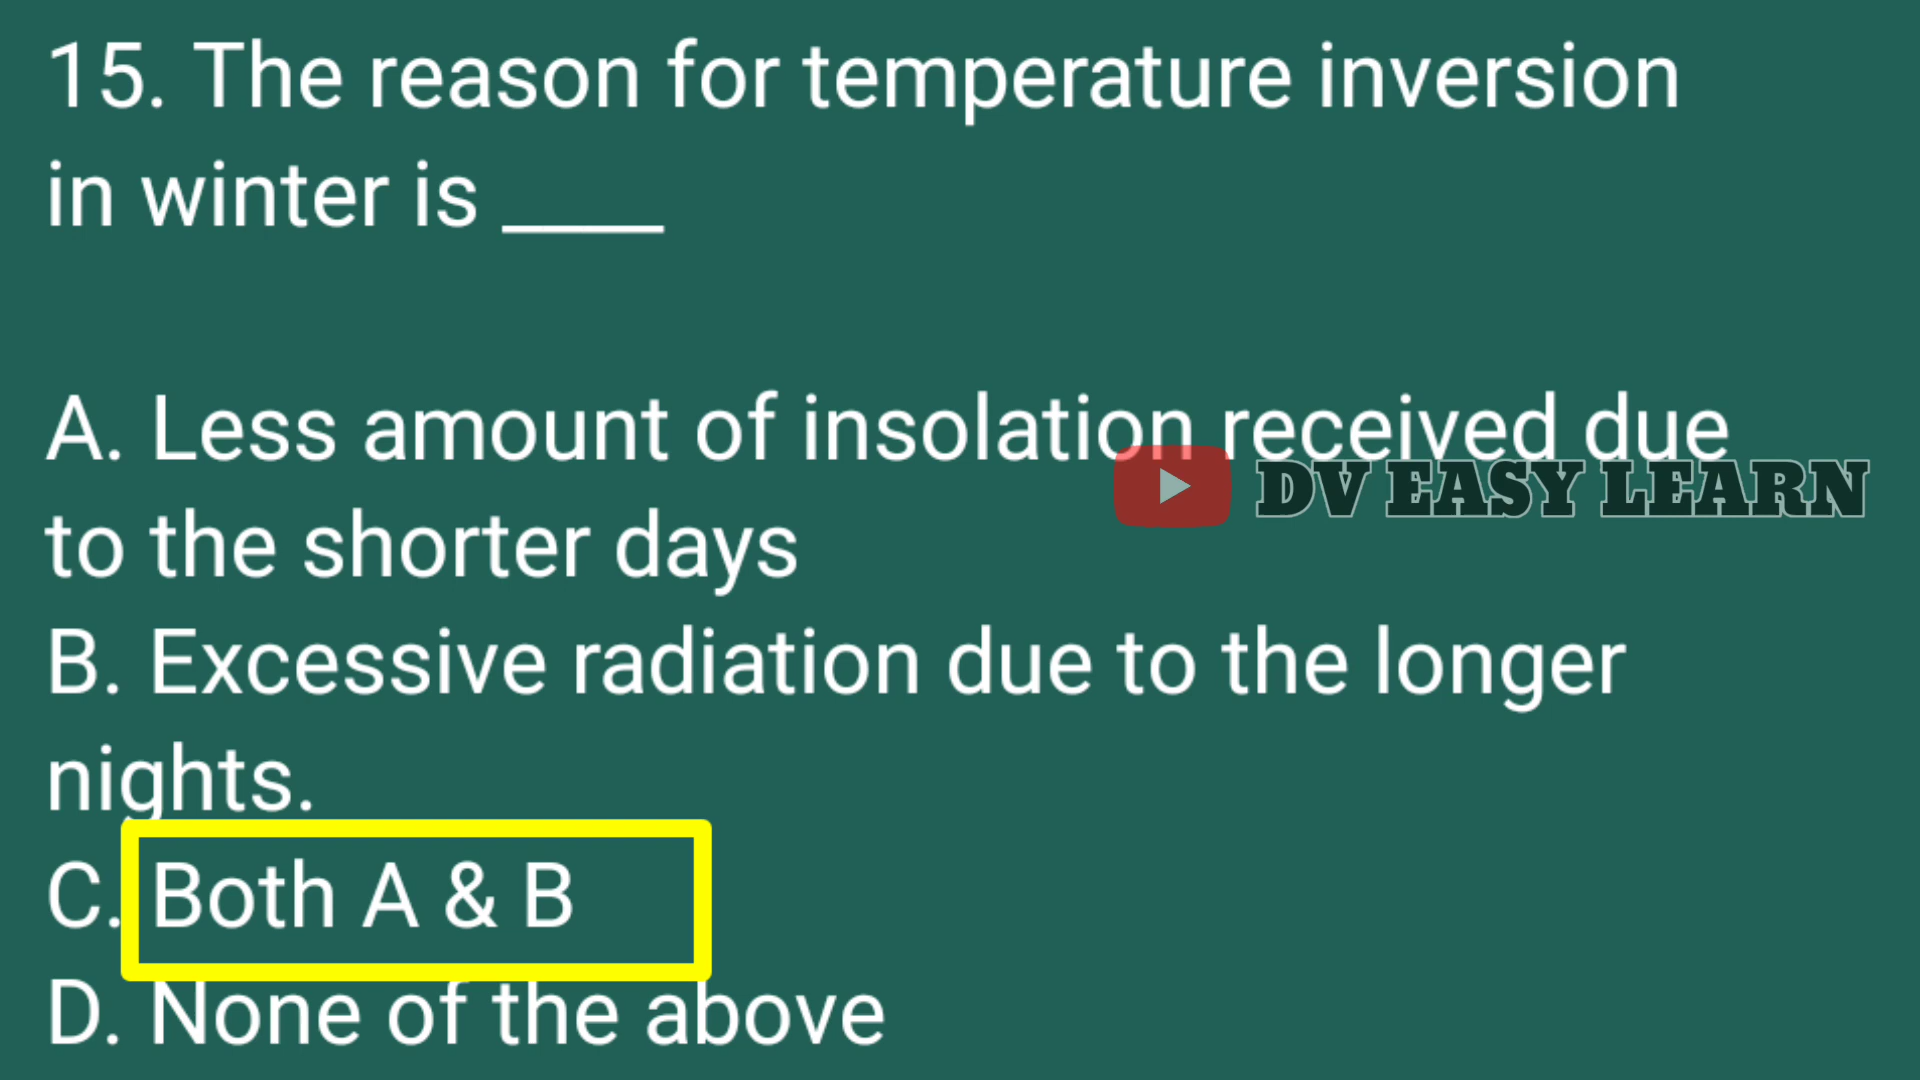 15. The reason for temperature inversion
in winter is ____
A. Less amount of insolation received due
DV EASY LEARN
to the shorter days
B. Excessive radiation due to the longer
nights.
C. Both A & B
D. None of the above